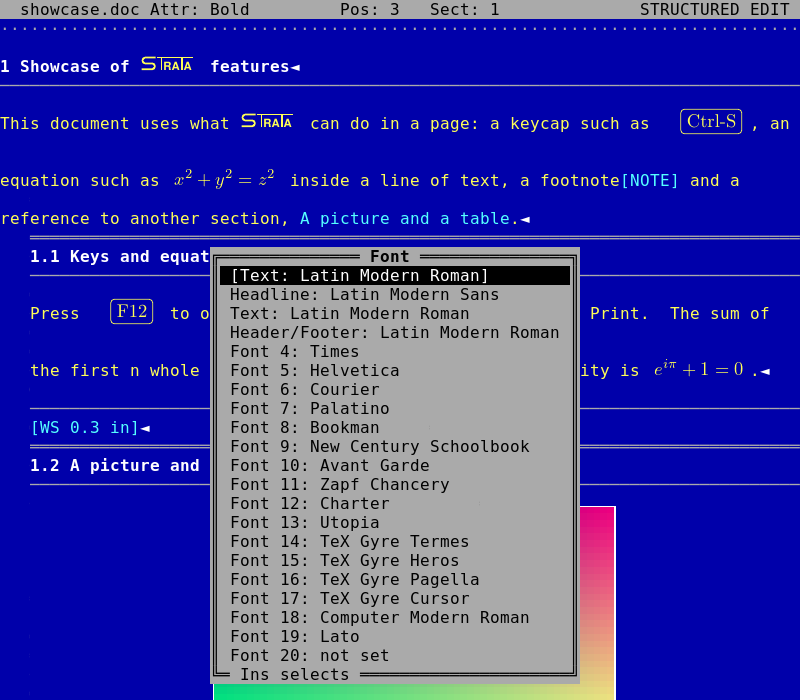 showcase.doc Attr: Bold Pos: 3 Sect: 1 STRUCTURED EDIT
1 Showcase of STRATA features◄
This document uses what STRATA can do in a page: a keycap such as Ctrl-S , an
equation such as x² + y² = z² inside a line of text, a footnote[NOTE] and a
reference to another section, A picture and a table.◄
1.1 Keys and equat
Press F12 to o Print. The sum of
the first n whole ity is e^{iπ} + 1 = 0 .◄
[WS 0.3 in]◄
1.2 A picture and
Font
[Text: Latin Modern Roman]
Headline: Latin Modern Sans
Text: Latin Modern Roman
Header/Footer: Latin Modern Roman
Font 4: Times
Font 5: Helvetica
Font 6: Courier
Font 7: Palatino
Font 8: Bookman
Font 9: New Century Schoolbook
Font 10: Avant Garde
Font 11: Zapf Chancery
Font 12: Charter
Font 13: Utopia
Font 14: TeX Gyre Termes
Font 15: TeX Gyre Heros
Font 16: TeX Gyre Pagella
Font 17: TeX Gyre Cursor
Font 18: Computer Modern Roman
Font 19: Lato
Font 20: not set
Ins selects